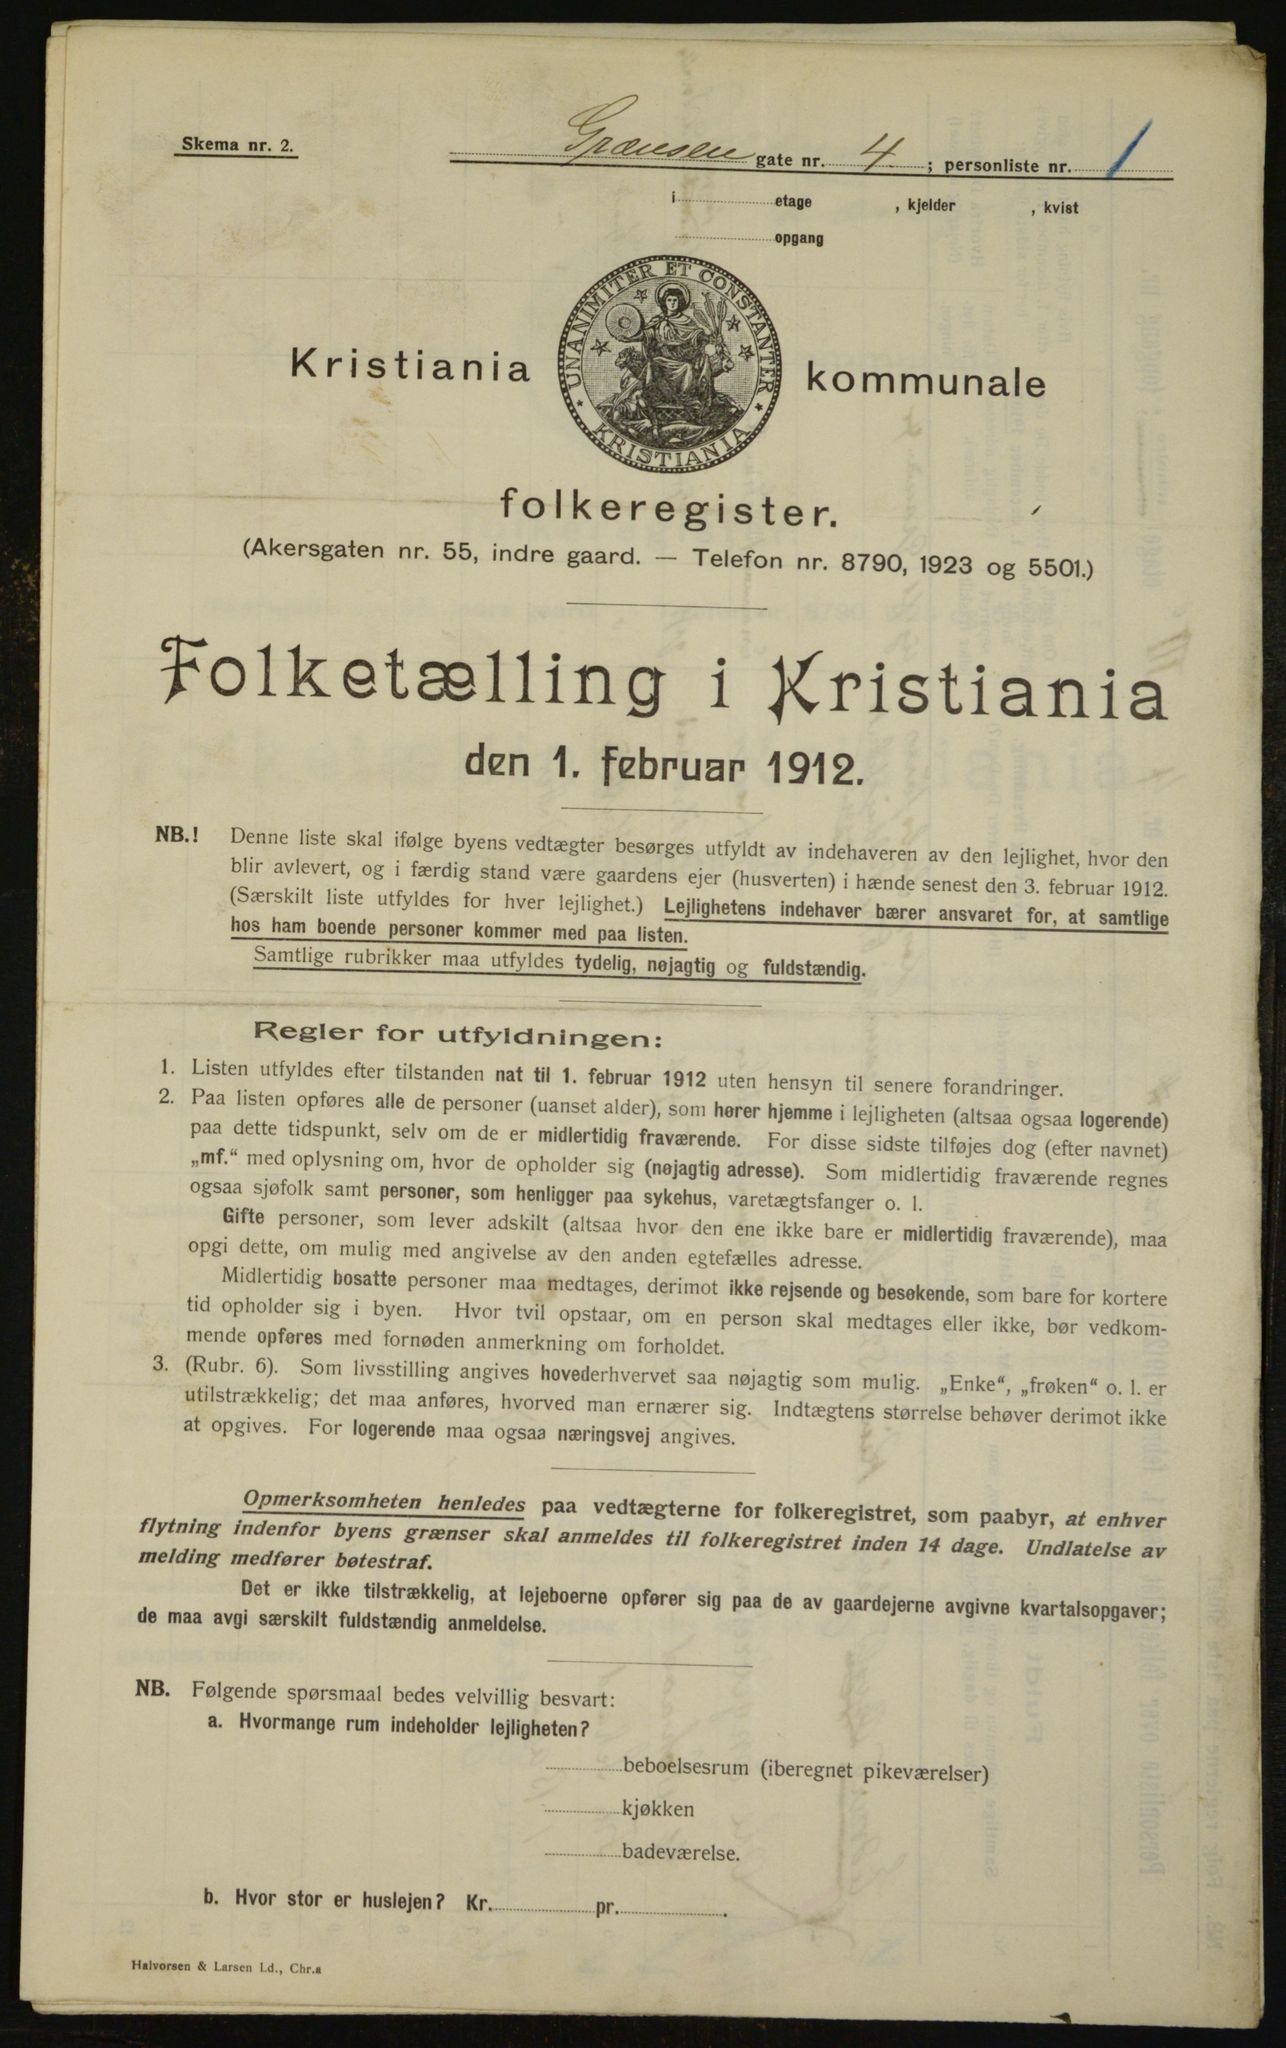 Skema nr. 2.
Grænsen gate nr. 4 ; personliste nr. 1
i etage , kjelder , kvist
opgang
UNANIMITER ET CONSTANTER
KRISTIANIA
Kristiania kommunale
folkeregister.
(Akersgaten nr. 55, indre gaard. — Telefon nr. 8790, 1923 og 5501.)
Folketælling i Kristiania
den 1. februar 1912.
NB.! Denne liste skal ifølge byens vedtægter besørges utfyldt av indehaveren av den lejlighet, hvor den
blir avlevert, og i færdig stand være gaardens ejer (husverten) i hænde senest den 3. februar 1912.
(Særskilt liste utfyldes for hver lejlighet.) Lejlighetens indehaver bærer ansvaret for, at samtlige
hos ham boende personer kommer med paa listen.
Samtlige rubrikker maa utfyldes tydelig, nøjagtig og fuldstændig.
Regler for utfyldningen:
1. Listen utfyldes efter tilstanden nat til 1. februar 1912 uten hensyn til senere forandringer.
2. Paa listen opføres alle de personer (uanset alder), som hører hjemme i lejligheten (altsaa ogsaa logerende)
paa dette tidspunkt, selv om de er midlertidig fraværende. For disse sidste tilføjes dog (efter navnet)
„mf.“ med oplysning om, hvor de opholder sig (nøjagtig adresse). Som midlertidig fraværende regnes
ogsaa sjøfolk samt personer, som henligger paa sykehus, varetægtsfanger o. l.
Gifte personer, som lever adskilt (altsaa hvor den ene ikke bare er midlertidig fraværende), maa
opgi dette, om mulig med angivelse av den anden egtefælles adresse.
Midlertidig bosatte personer maa medtages, derimot ikke rejsende og besøkende, som bare for kortere
tid opholder sig i byen. Hvor tvil opstaar, om en person skal medtages eller ikke, bør vedkom-
mende opføres med fornøden anmerkning om forholdet.
3. (Rubr. 6). Som livsstilling angives hovederhvervet saa nøjagtig som mulig. „Enke“, „frøken“ o. l. er
utilstrækkelig; det maa anføres, hvorved man ernærer sig. Indtægtens størrelse behøver derimot ikke
at opgives. For logerende maa ogsaa næringsvej angives.
Opmerksomheten henledes paa vedtægterne for folkeregistret, som paabyr, at enhver
flytning indenfor byens grænser skal anmeldes til folkeregistret inden 14 dage. Undlatelse av
melding medfører bøtestraf.
Det er ikke tilstrækkelig, at lejeboerne opfører sig paa de av gaardejerne avgivne kvartalsopgaver;
de maa avgi særskilt fuldstændig anmeldelse.
NB. Følgende spørsmaal bedes velvillig besvart:
a. Hvormange rum indeholder lejligheten?
beboelsesrum (iberegnet pikeværelser)
kjøkken
badeværelse.
b. Hvor stor er huslejen? Kr. pr. .
Halvorsen & Larsen Ld., Chr.a